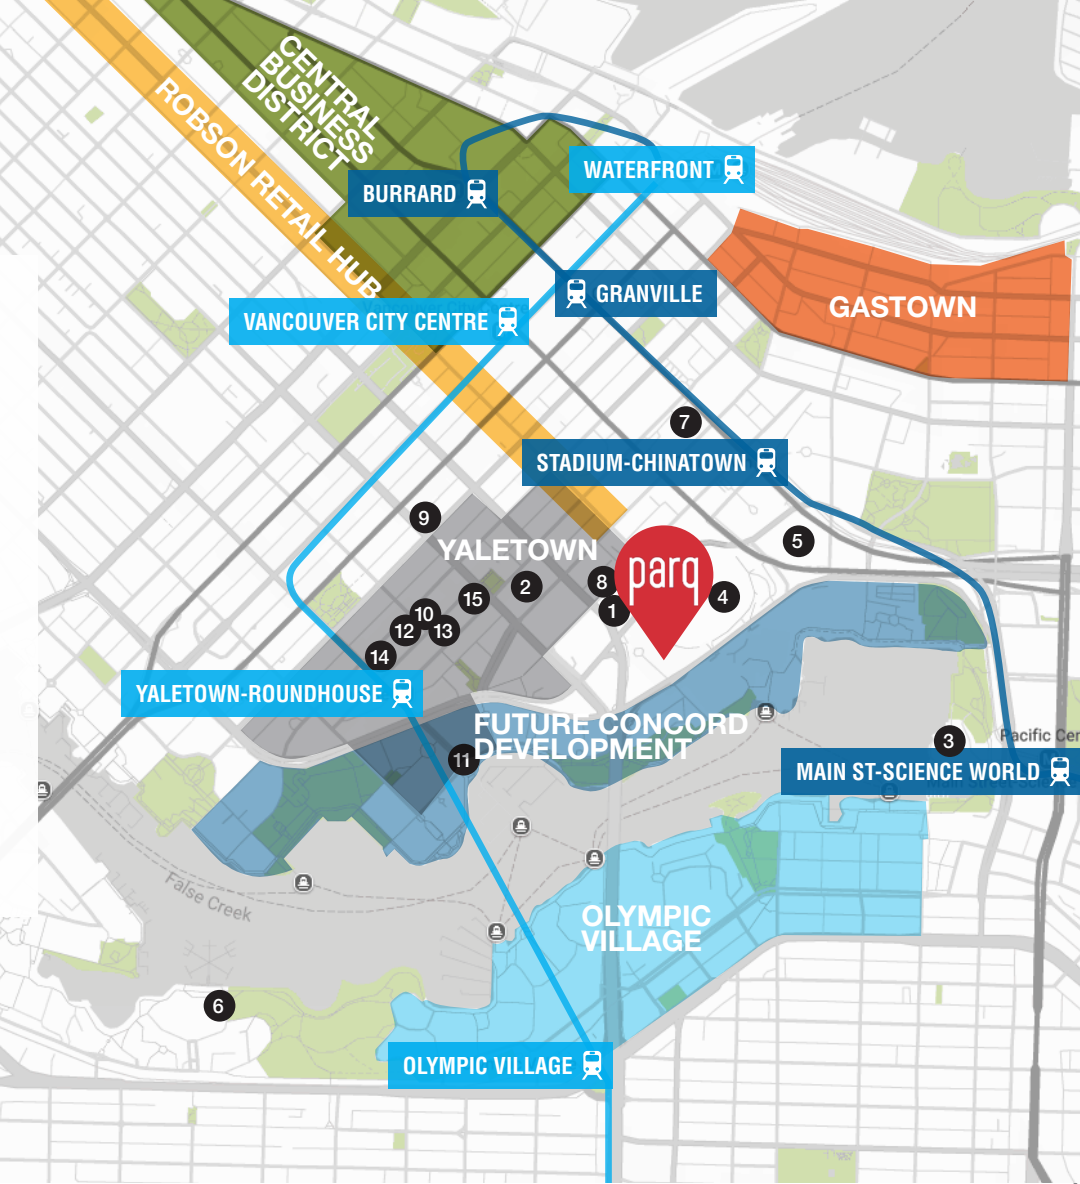 CENTRAL
BUSINESS
DISTRICT
ROBSON RETAIL HUB
WATERFRONT
BURRARD
GRANVILLE
GASTOWN
VANCOUVER CITY CENTRE
7
STADIUM-CHINATOWN
9
5
YALETOWN
parq
8
2
4
15
1
10
12
13
14
YALETOWN-ROUNDHOUSE
FUTURE CONCORD
DEVELOPMENT
11
3
Pacific Cen
MAIN ST-SCIENCE WORLD
False Creek
OLYMPIC
VILLAGE
6
OLYMPIC VILLAGE